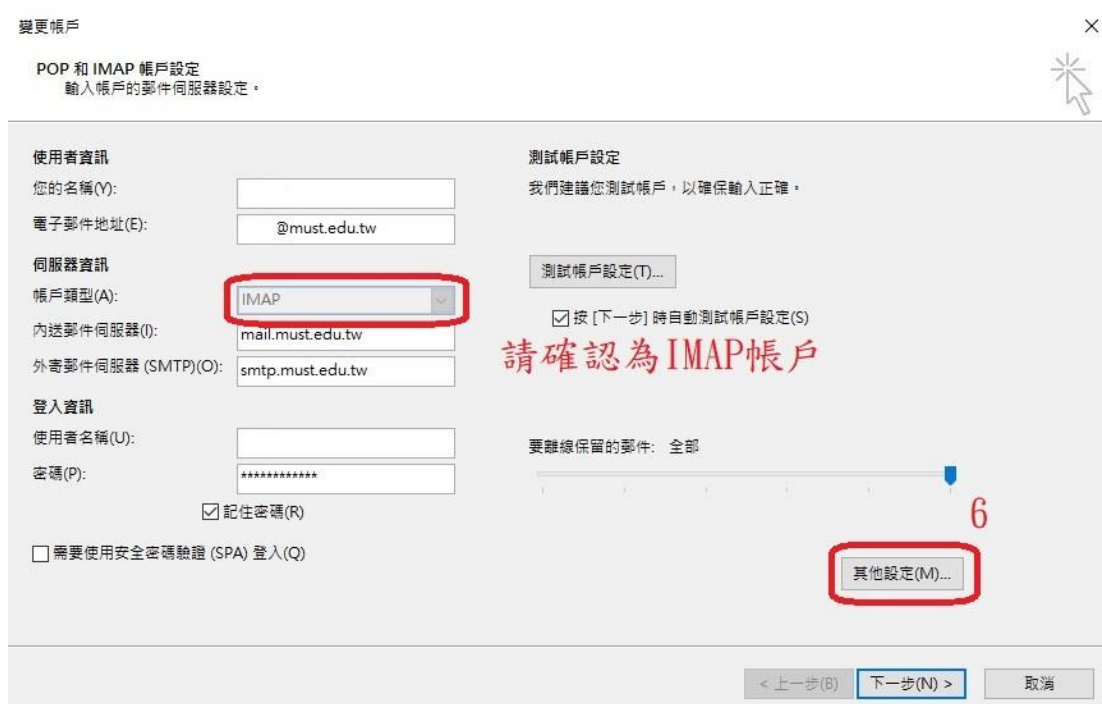 變更帳戶
POP 和 IMAP 帳戶設定
輸入帳戶的郵件伺服器設定。
使用者資訊
您的名稱(Y):
電子郵件地址(E):
@must.edu.tw
伺服器資訊
帳戶類型(A):
IMAP
內送郵件伺服器(I):
mail.must.edu.tw
外寄郵件伺服器 (SMTP)(O):
smtp.must.edu.tw
登入資訊
使用者名稱(U):
密碼(P):
************
記住密碼(R)
需要使用安全密碼驗證 (SPA) 登入(Q)
測試帳戶設定
我們建議您測試帳戶，以確保輸入正確。
測試帳戶設定(T)...
按 [下一步] 時自動測試帳戶設定(S)
請確認為IMAP帳戶
要離線保留的郵件: 全部
6
其他設定(M)...
< 上一步(B)
下一步(N) >
取消